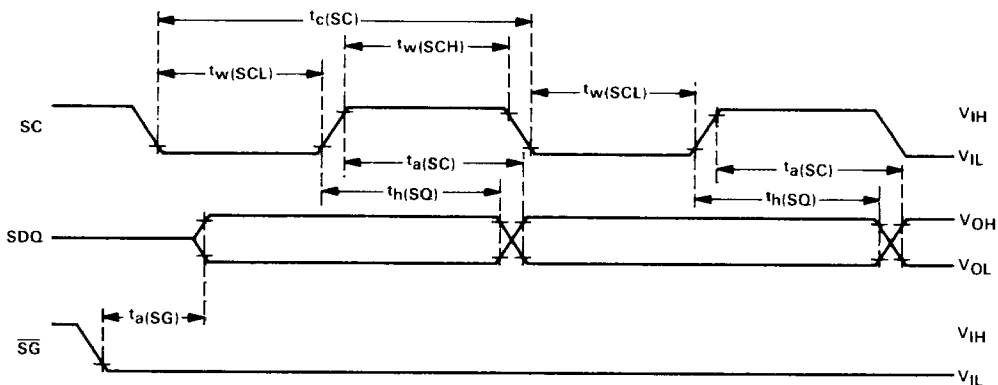 tc(SC)
tw(SCH)
tw(SCL)
tw(SCL)
SC
VIH
VIL
ta(SC)
ta(SC)
th(SQ)
th(SQ)
SDQ
VOH
VOL
ta(SG)
SG
VIH
VIL